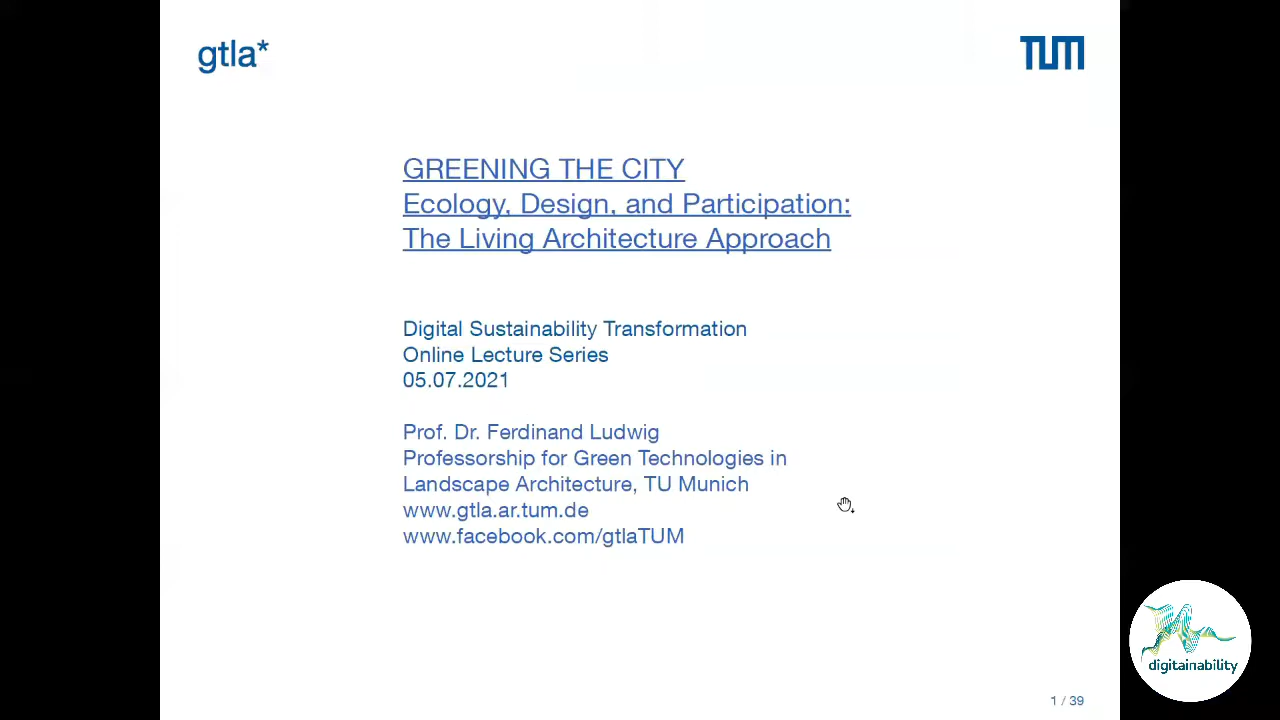 gtla*
TUM
GREENING THE CITY
Ecology, Design, and Participation:
The Living Architecture Approach
Digital Sustainability Transformation
Online Lecture Series
05.07.2021
Prof. Dr. Ferdinand Ludwig
Professorship for Green Technologies in
Landscape Architecture, TU Munich
www.gtla.ar.tum.de
www.facebook.com/gtlaTUM
digitainability
1 / 39